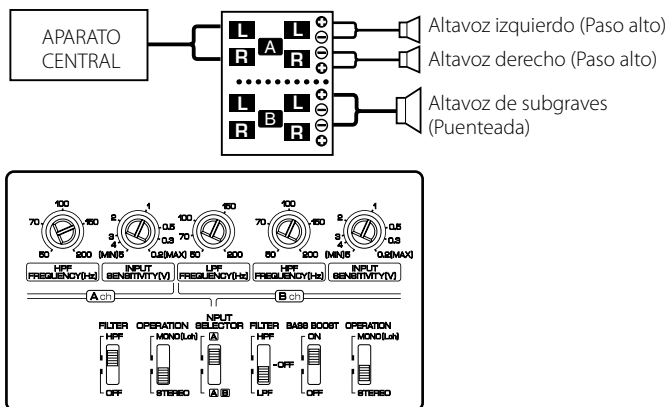 APARATO
CENTRAL
L L
A
R R
L L
B
R R
Altavoz izquierdo (Paso alto)
Altavoz derecho (Paso alto)
Altavoz de subgraves
(Puenteada)
50 70 100 150 200
HPF
FREQUENCY(Hz)
(MIN)5 4 3 2 1 0.5 0.3 0.2(MAX)
INPUT
SENSITIVITY(V)
50 70 100 150 200
LPF
FREQUENCY(Hz)
50 70 100 150 200
HPF
FREQUENCY(Hz)
(MIN)5 4 3 2 1 0.5 0.3 0.2(MAX)
INPUT
SENSITIVITY(V)
A ch
B ch
FILTER
HPF
OFF
OPERATION
MONO(Lch)
STEREO
INPUT
SELECTOR
A
A B
FILTER
HPF
OFF
LPF
BASS BOOST
ON
OFF
OPERATION
MONO(Lch)
STEREO